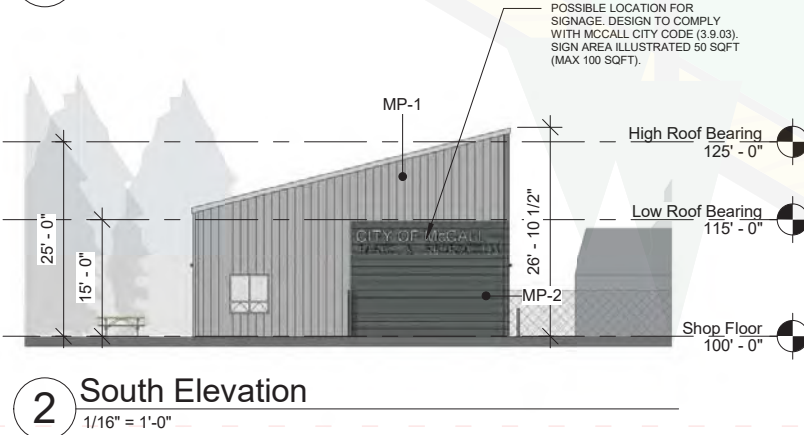 POSSIBLE LOCATION FOR
SIGNAGE. DESIGN TO COMPLY
WITH MCCALL CITY CODE (3.9.03).
SIGN AREA ILLUSTRATED 50 SQFT
(MAX 100 SQFT).
MP-1
High Roof Bearing
125' - 0"
Low Roof Bearing
115' - 0"
25' - 0"
15' - 0"
26' - 10 1/2"
CITY OF McCALL
MP-2
Shop Floor
100' - 0"
2
South Elevation
1/16" = 1'-0"